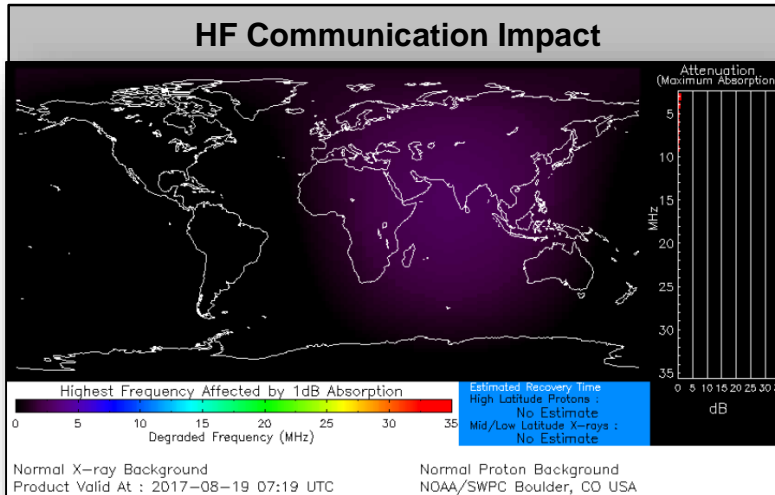 HF Communication Impact
Attenuation
(Maximum Absorption
5
10
15
20
25
30
35
MHz
0 5 10 15 20 25 30
dB
Highest Frequency Affected by 1dB Absorption
0 5 10 15 20 25 30 35
Degraded Frequency (MHz)
Estimated Recovery Time
High Latitude Protons :
No Estimate
Mid/Low Latitude X-rays :
No Estimate
Normal X-ray Background
Product Valid At : 2017-08-19 07:19 UTC
Normal Proton Background
NOAA/SWPC Boulder, CO USA